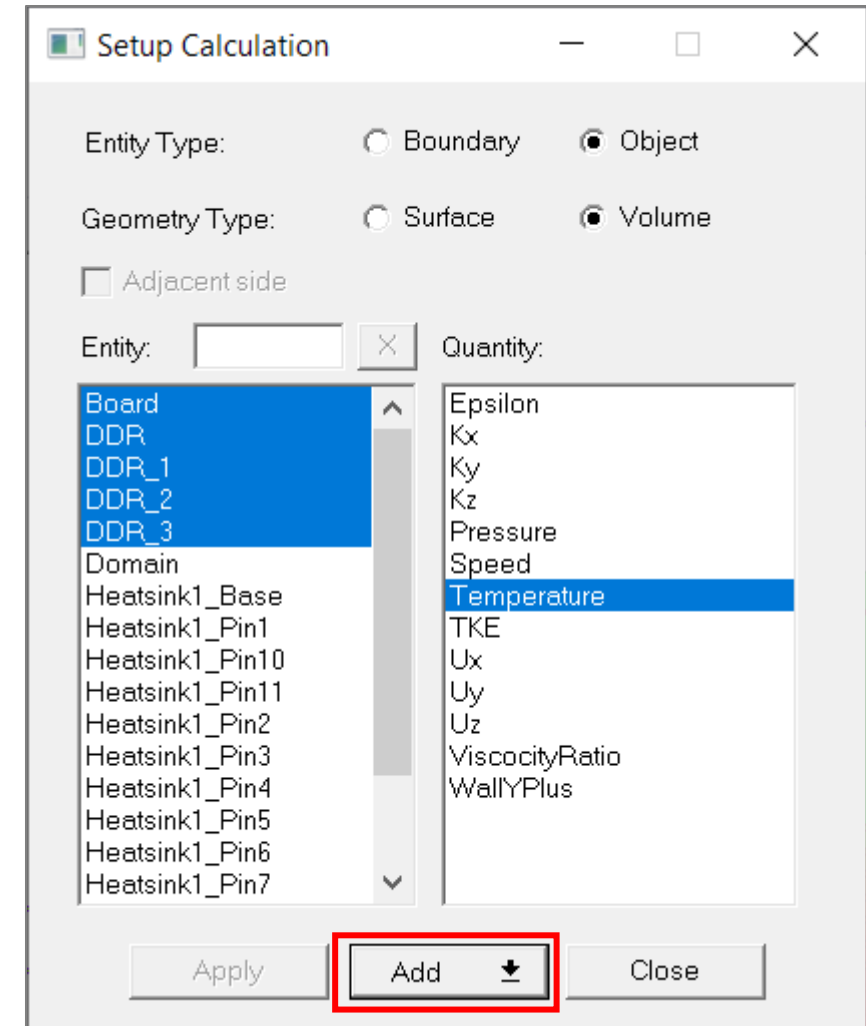 Setup Calculation
Entity Type: Boundary Object
Geometry Type: Surface Volume
Adjacent side
Entity: Quantity:
Board
DDR
DDR_1
DDR_2
DDR_3
Domain
Heatsink1_Base
Heatsink1_Pin1
Heatsink1_Pin10
Heatsink1_Pin11
Heatsink1_Pin2
Heatsink1_Pin3
Heatsink1_Pin4
Heatsink1_Pin5
Heatsink1_Pin6
Heatsink1_Pin7
Epsilon
Kx
Ky
Kz
Pressure
Speed
Temperature
TKE
Ux
Uy
Uz
ViscocityRatio
WallYPlus
Apply Add Close